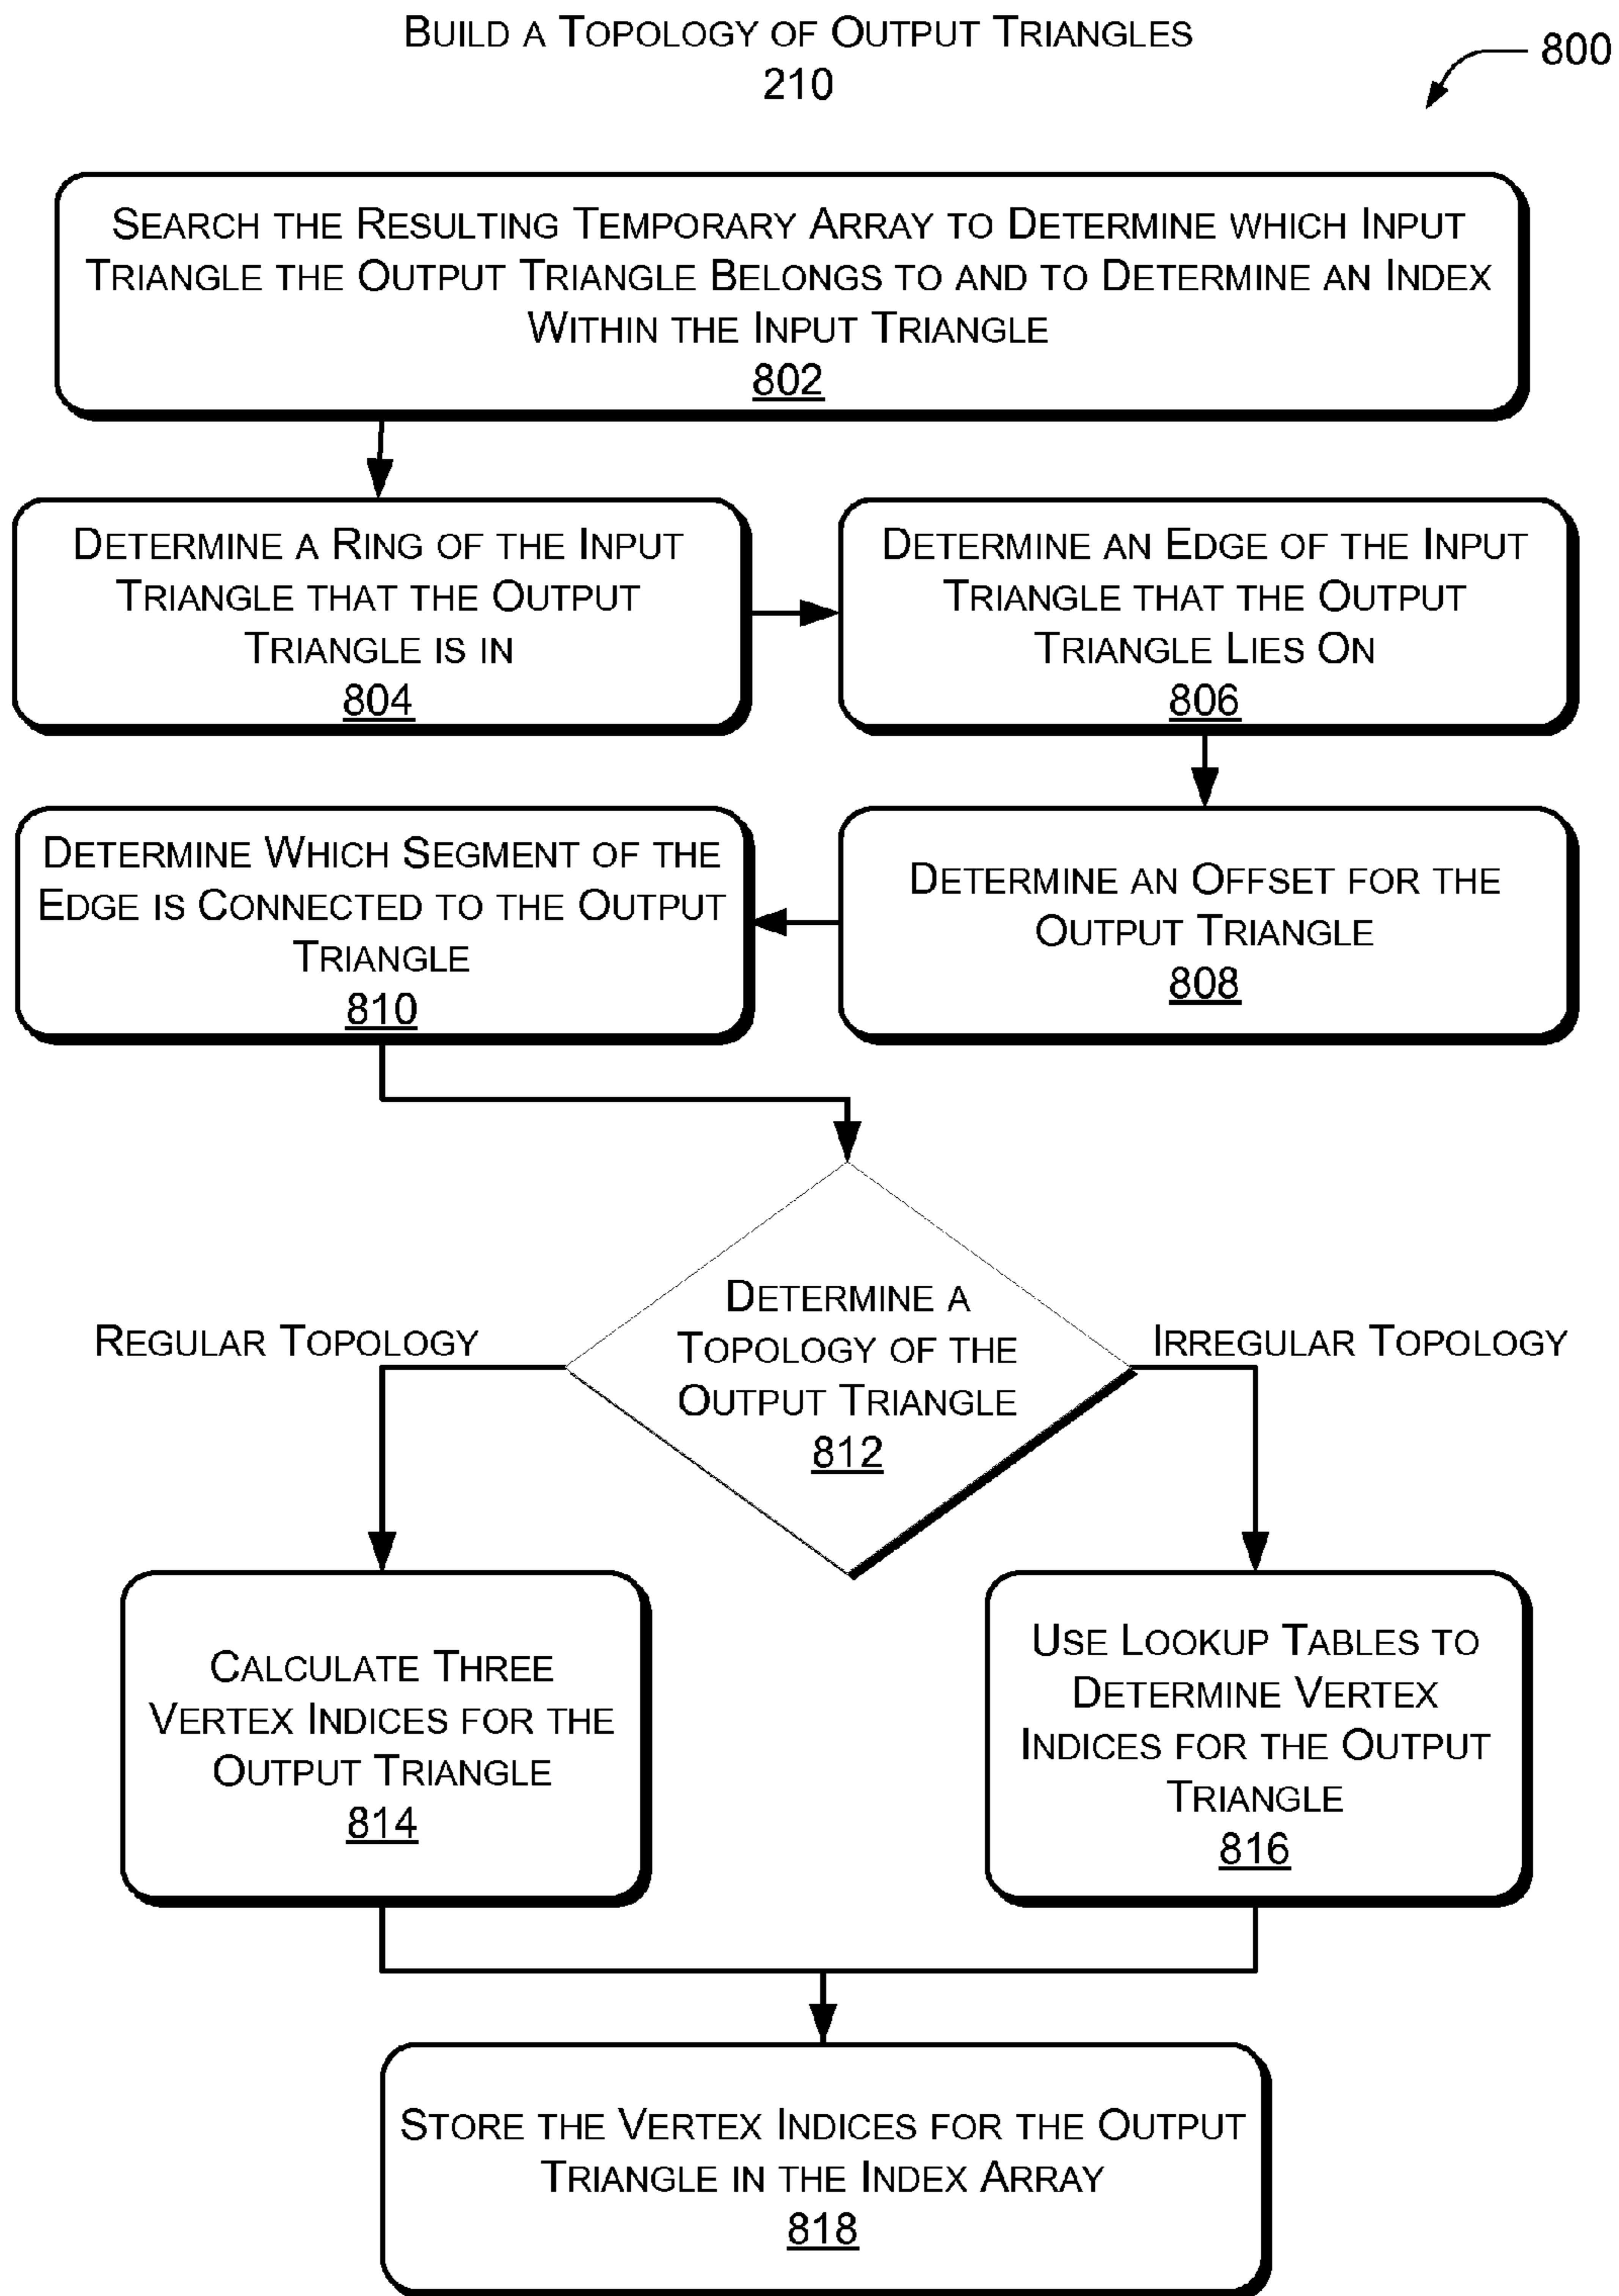 BUILD A TOPOLOGY OF OUTPUT TRIANGLES
210
800
SEARCH THE RESULTING TEMPORARY ARRAY TO DETERMINE WHICH INPUT
TRIANGLE THE OUTPUT TRIANGLE BELONGS TO AND TO DETERMINE AN INDEX
WITHIN THE INPUT TRIANGLE
802
DETERMINE A RING OF THE INPUT
TRIANGLE THAT THE OUTPUT
TRIANGLE IS IN
804
DETERMINE AN EDGE OF THE INPUT
TRIANGLE THAT THE OUTPUT
TRIANGLE LIES ON
806
DETERMINE AN OFFSET FOR THE
OUTPUT TRIANGLE
808
DETERMINE WHICH SEGMENT OF THE
EDGE IS CONNECTED TO THE OUTPUT
TRIANGLE
810
DETERMINE A
TOPOLOGY OF THE
OUTPUT TRIANGLE
812
REGULAR TOPOLOGY
IRREGULAR TOPOLOGY
CALCULATE THREE
VERTEX INDICES FOR THE
OUTPUT TRIANGLE
814
USE LOOKUP TABLES TO
DETERMINE VERTEX
INDICES FOR THE OUTPUT
TRIANGLE
816
STORE THE VERTEX INDICES FOR THE OUTPUT
TRIANGLE IN THE INDEX ARRAY
818